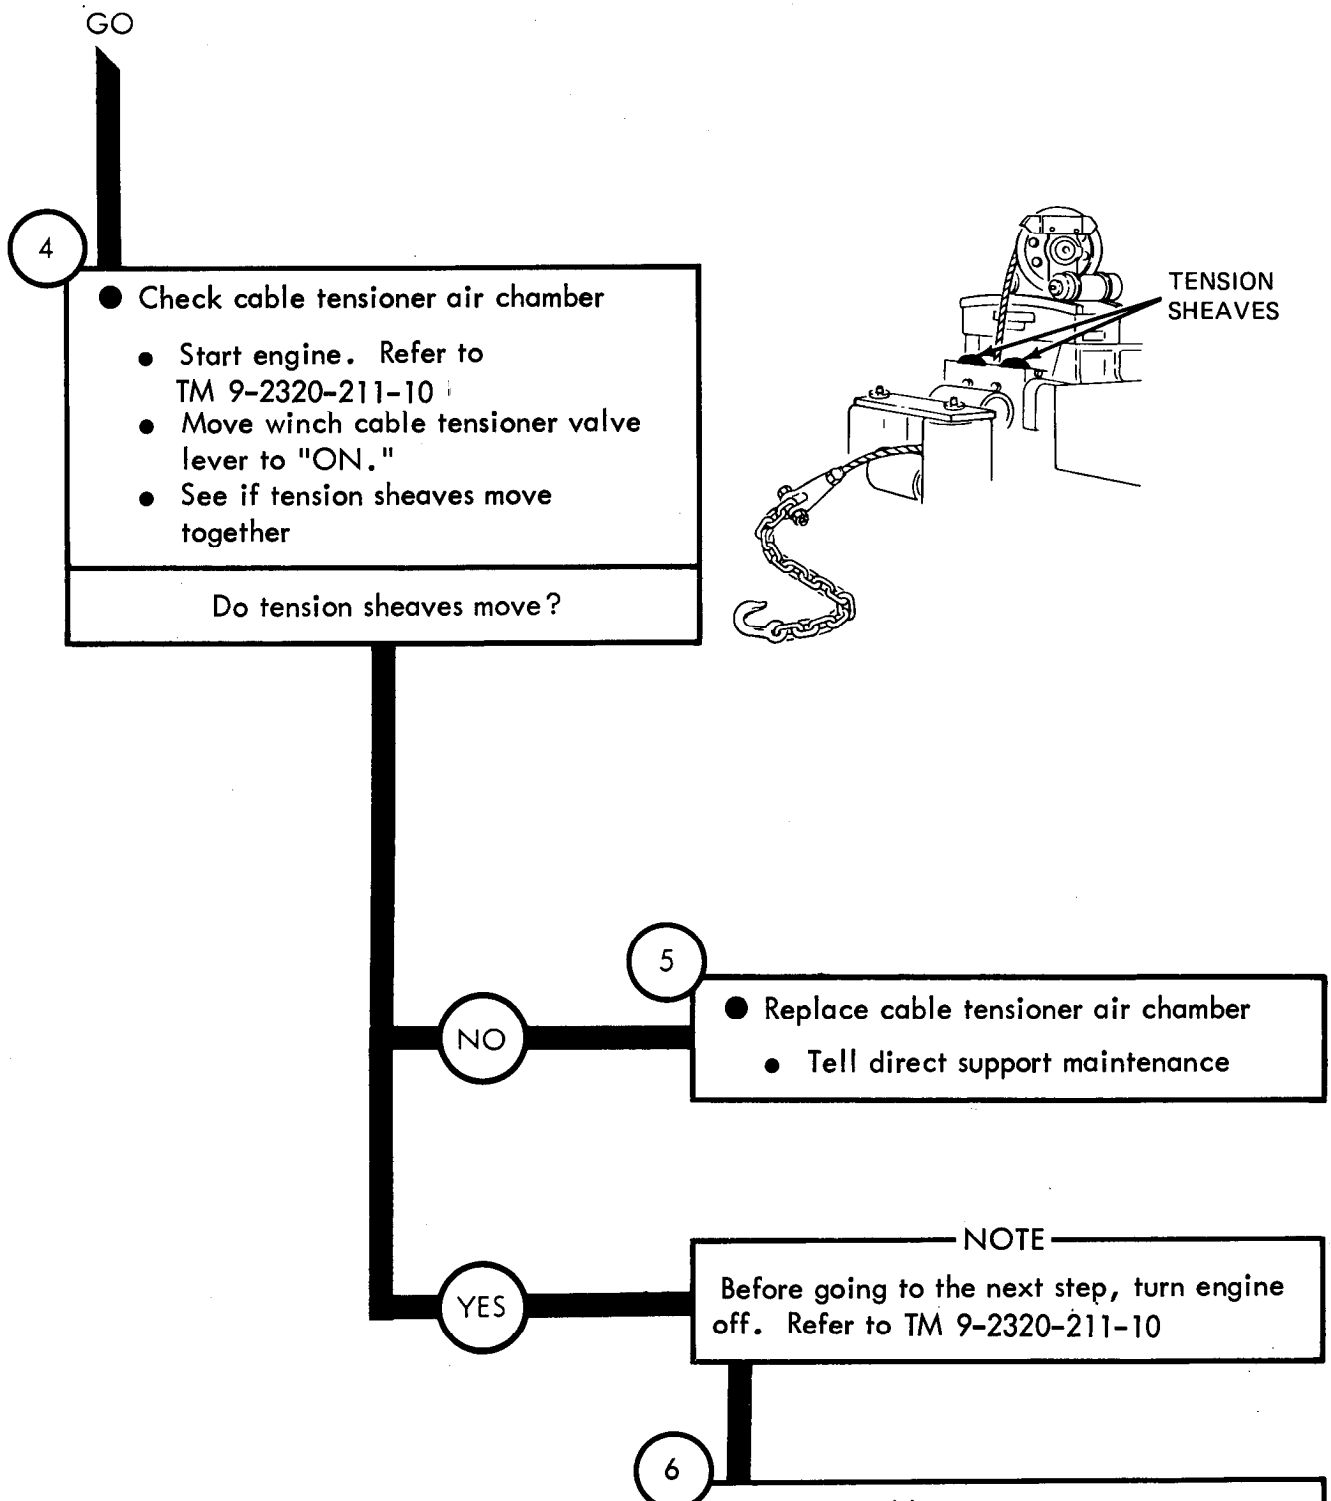 GO
4
● Check cable tensioner air chamber
● Start engine. Refer to
TM 9-2320-211-10
● Move winch cable tensioner valve
lever to "ON."
● See if tension sheaves move
together
Do tension sheaves move?
TENSION
SHEAVES
5
NO
● Replace cable tensioner air chamber
● Tell direct support maintenance
NOTE
YES
Before going to the next step, turn engine
off. Refer to TM 9-2320-211-10
6